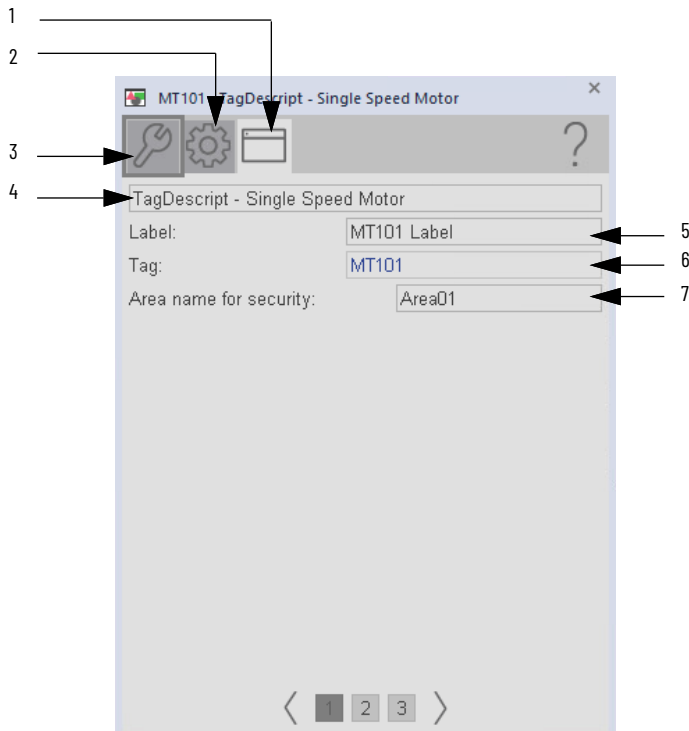 1
2
MT101 - TagDescript - Single Speed Motor
×
3
?
4
TagDescript - Single Speed Motor
Label:
MT101 Label
5
Tag:
MT101
6
Area name for security:
Area01
7
1 2 3